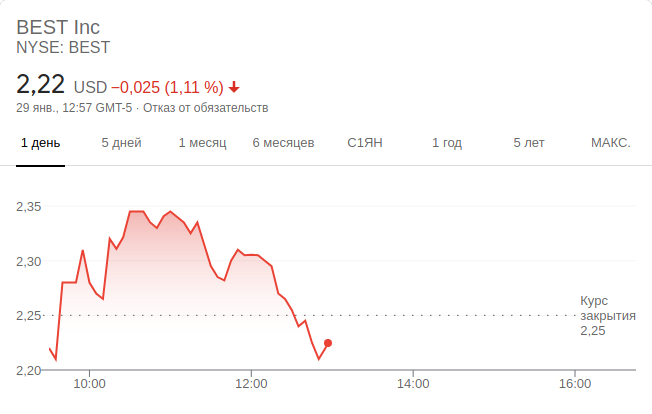 BEST Inc
NYSE: BEST
2,22 USD −0,025 (1,11 %)
29 янв., 12:57 GMT-5 · Отказ от обязательств
1 день 5 дней 1 месяц 6 месяцев С1ЯН 1 год 5 лет МАКС.
2,35
2,30
2,25
2,20
Курс
закрытия
2,25
10:00 12:00 14:00 16:00